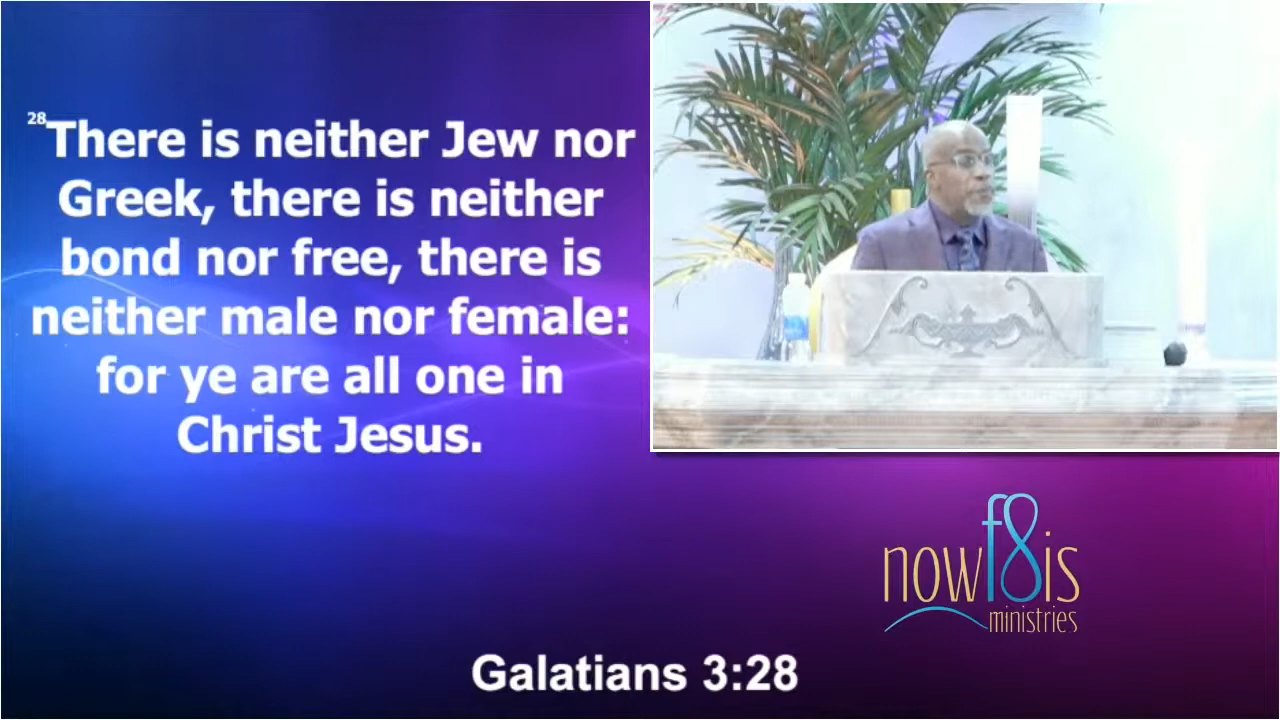 28There is neither Jew nor
Greek, there is neither
bond nor free, there is
neither male nor female:
for ye are all one in
Christ Jesus.
nowf8is
ministries
Galatians 3:28